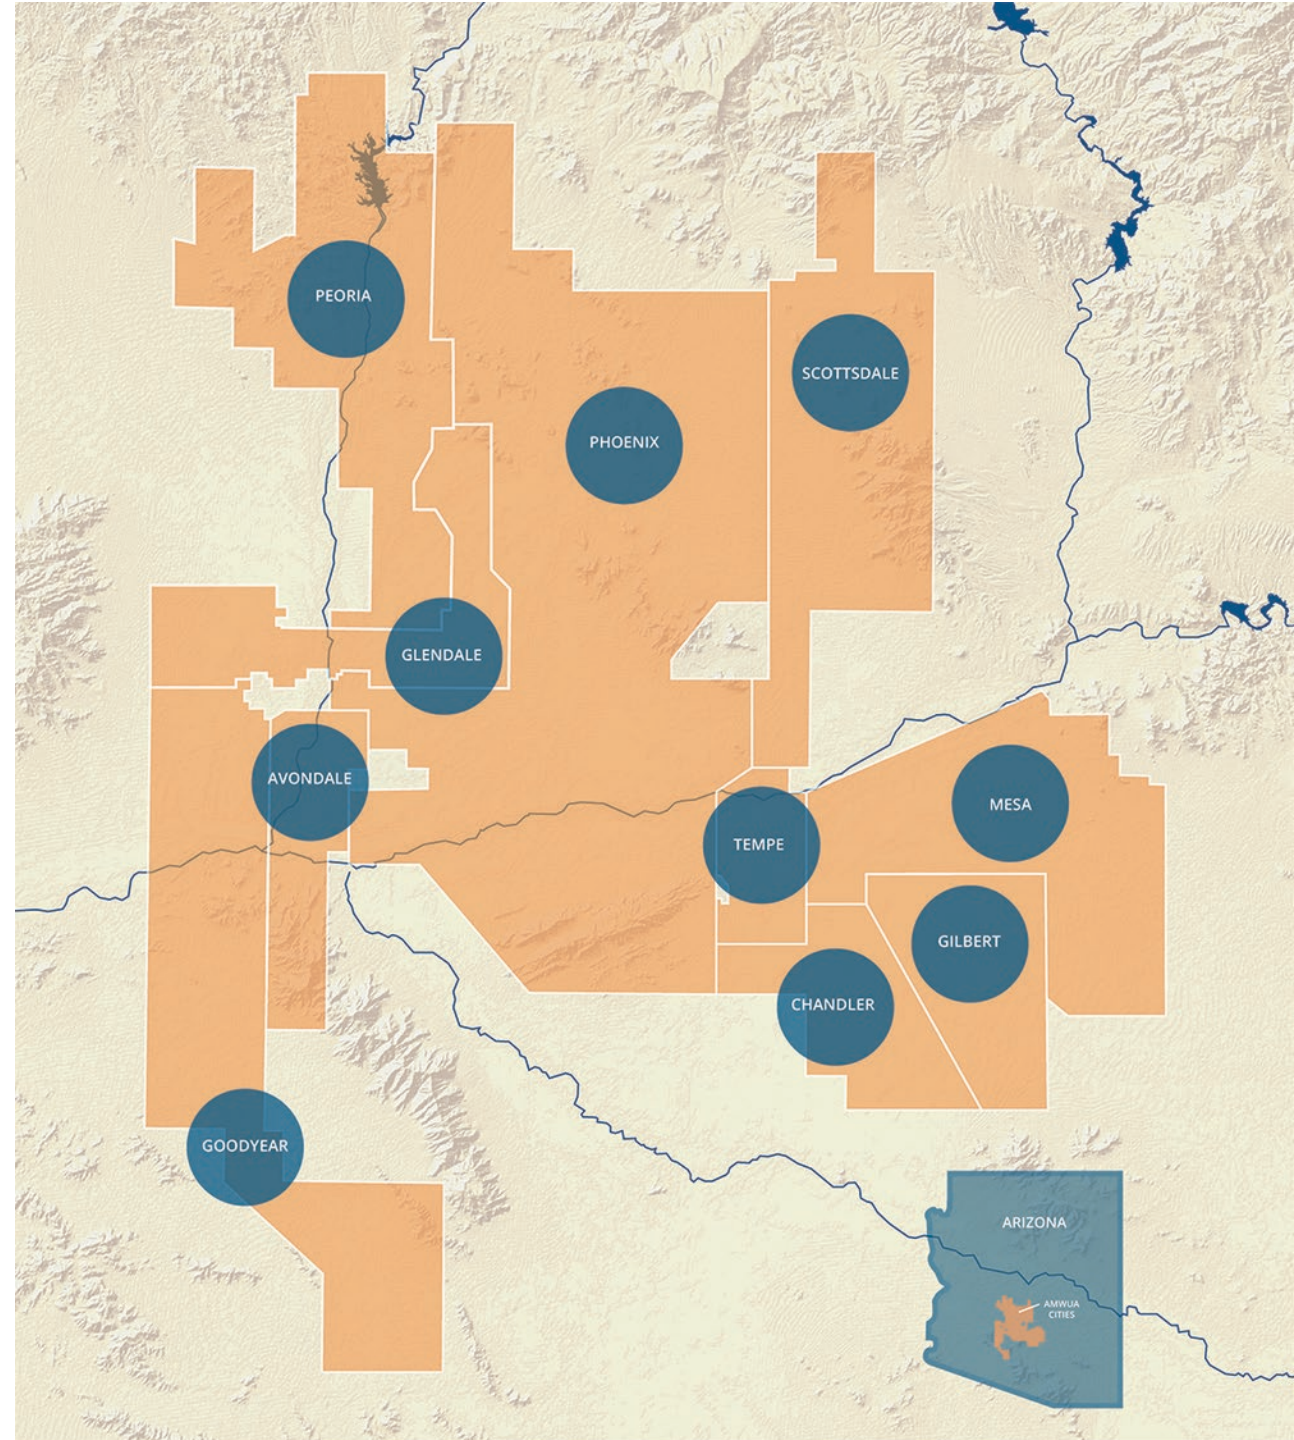 PEORIA
SCOTTSDALE
PHOENIX
GLENDALE
AVONDALE
MESA
TEMPE
GILBERT
CHANDLER
GOODYEAR
ARIZONA
AMWUA
CITIES